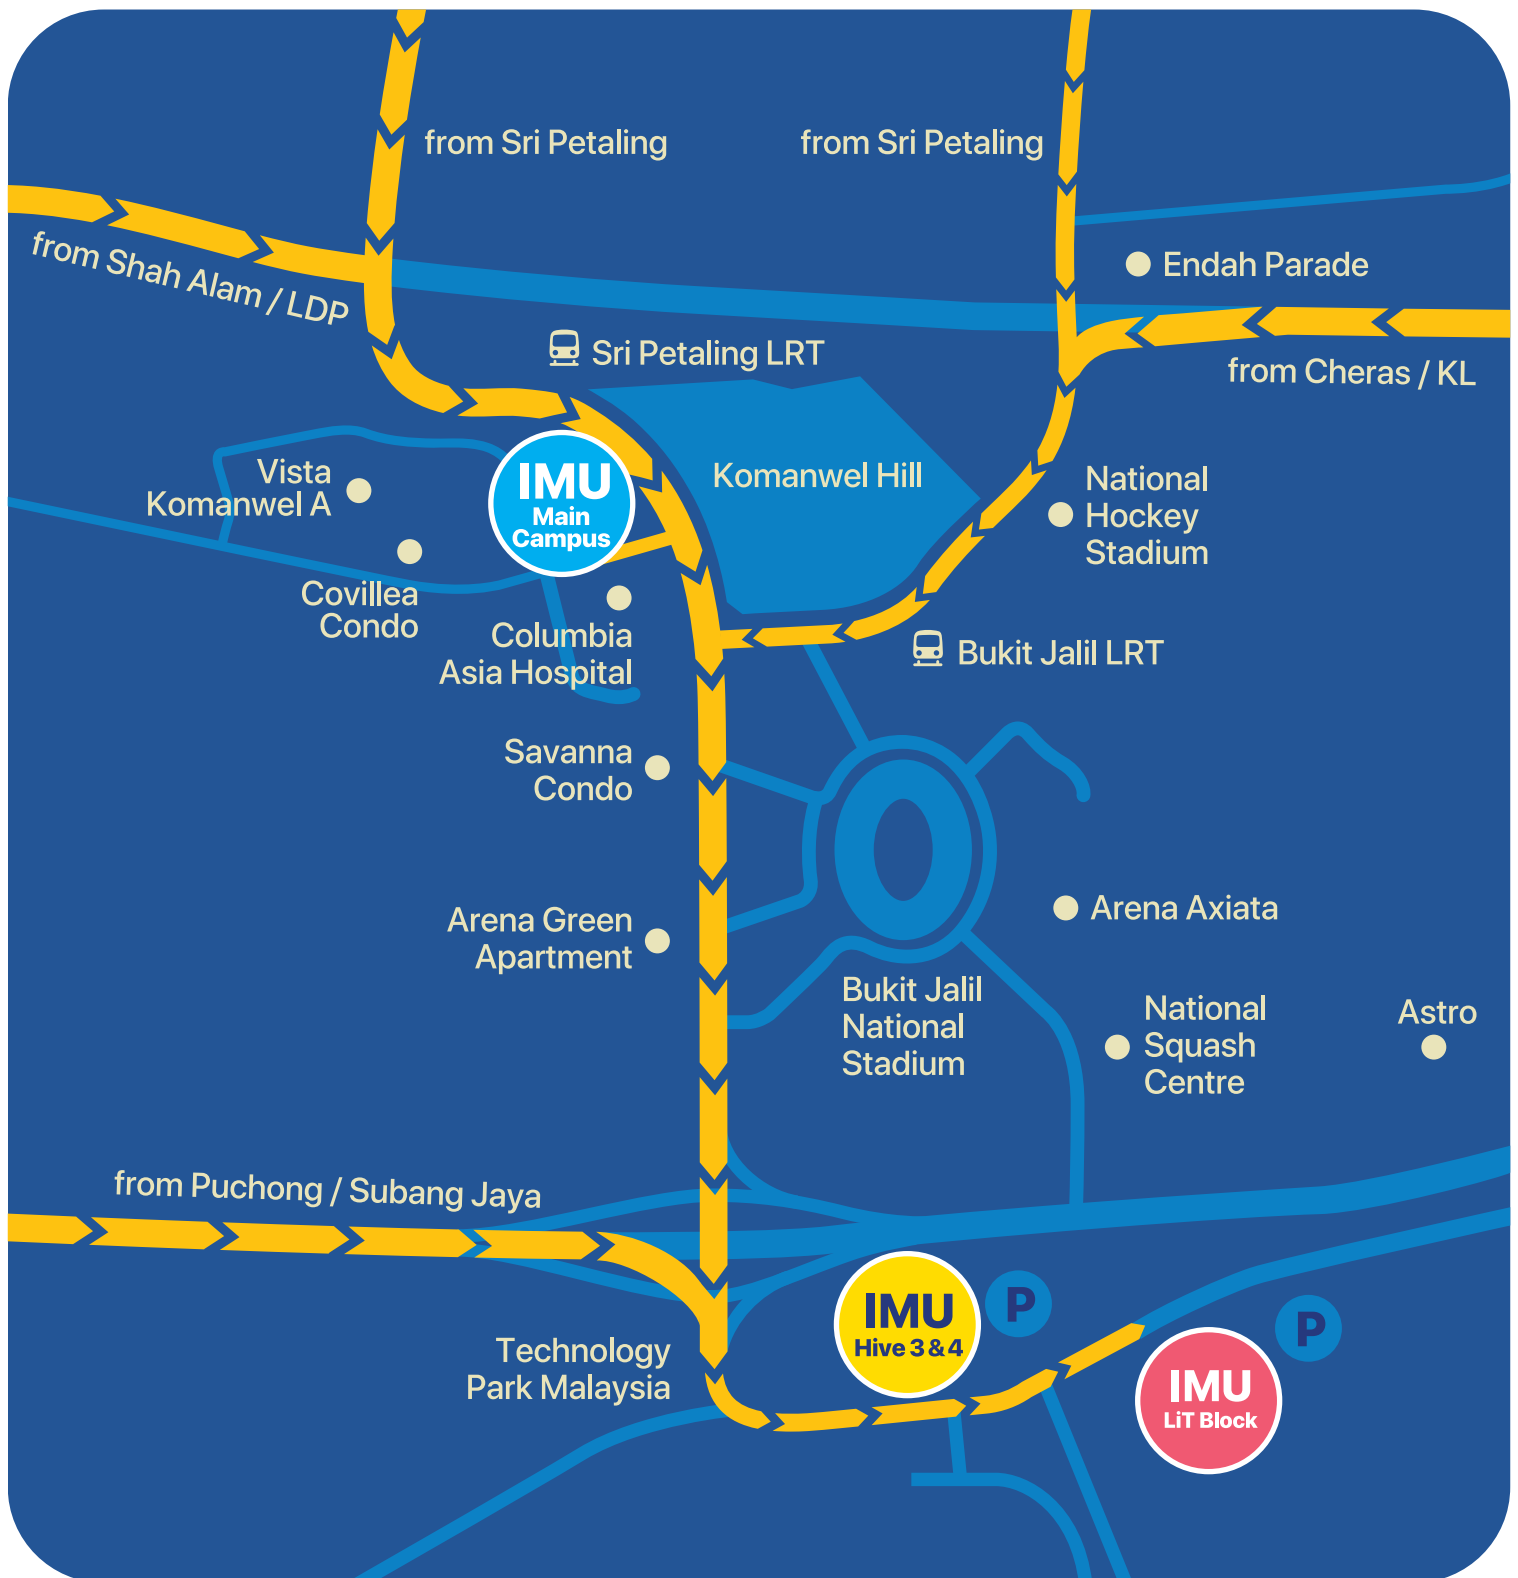 from Sri Petaling
from Sri Petaling
from Shah Alam / LDP
Endah Parade
Sri Petaling LRT
from Cheras / KL
Vista
Komanwel A
IMU
Main
Campus
Komanwel Hill
National
Hockey
Stadium
Covillea
Condo
Columbia
Asia Hospital
Bukit Jalil LRT
Savanna
Condo
Arena Green
Apartment
Arena Axiata
Bukit Jalil
National
Stadium
National
Squash
Centre
Astro
from Puchong / Subang Jaya
IMU
Hive 3 & 4
P
P
Technology
Park Malaysia
IMU
LiT Block